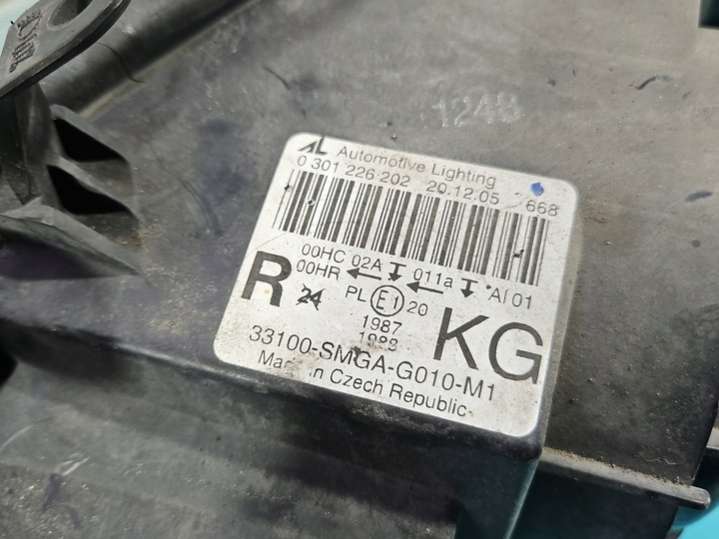 1248
AL Automotive Lighting
0 301 226 202 20.12.05 668
00HC 02A 011a AI 01
00HR
R 24 PL E1 20
1987
1988
KG
33100-SMGA-G010-M1
Made in Czech Republic